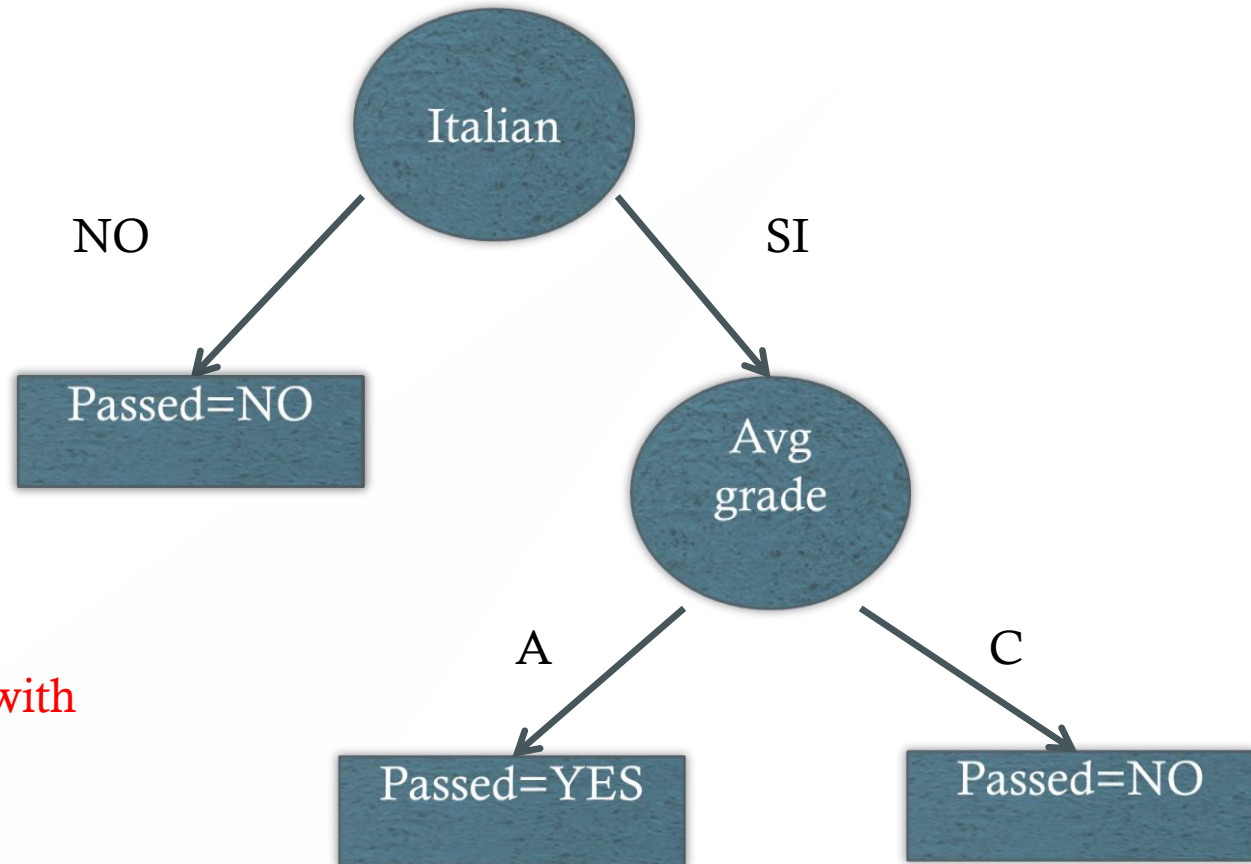 Italian
NO
SI
Passed=NO
Avg
grade
A
C
with
Passed=YES
Passed=NO